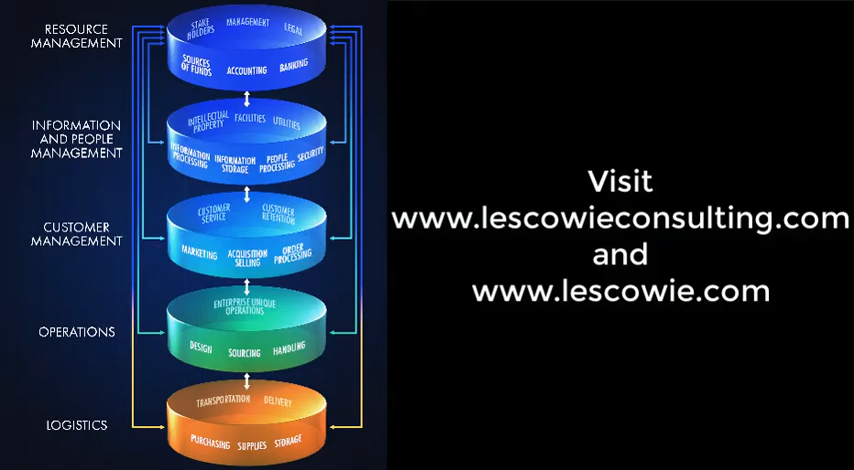 RESOURCE
MANAGEMENT
STAKE
HOLDERS
MANAGEMENT
LEGAL
SOURCES
OF FUNDS
ACCOUNTING
BANKING
INFORMATION
AND PEOPLE
MANAGEMENT
INTELLECTUAL
PROPERTY
FACILITIES
UTILITIES
INFORMATION
PROCESSING
INFORMATION
STORAGE
PEOPLE
PROCESSING
SECURITY
CUSTOMER
MANAGEMENT
CUSTOMER
SERVICE
CUSTOMER
RETENTION
MARKETING
ACQUISITION
SELLING
ORDER
PROCESSING
OPERATIONS
ENTERPRISE UNIQUE
OPERATIONS
DESIGN
SOURCING
HANDLING
LOGISTICS
TRANSPORTATION
DELIVERY
PURCHASING
SUPPLIES
STORAGE
Visit
www.lescowieconsulting.com
and
www.lescowie.com